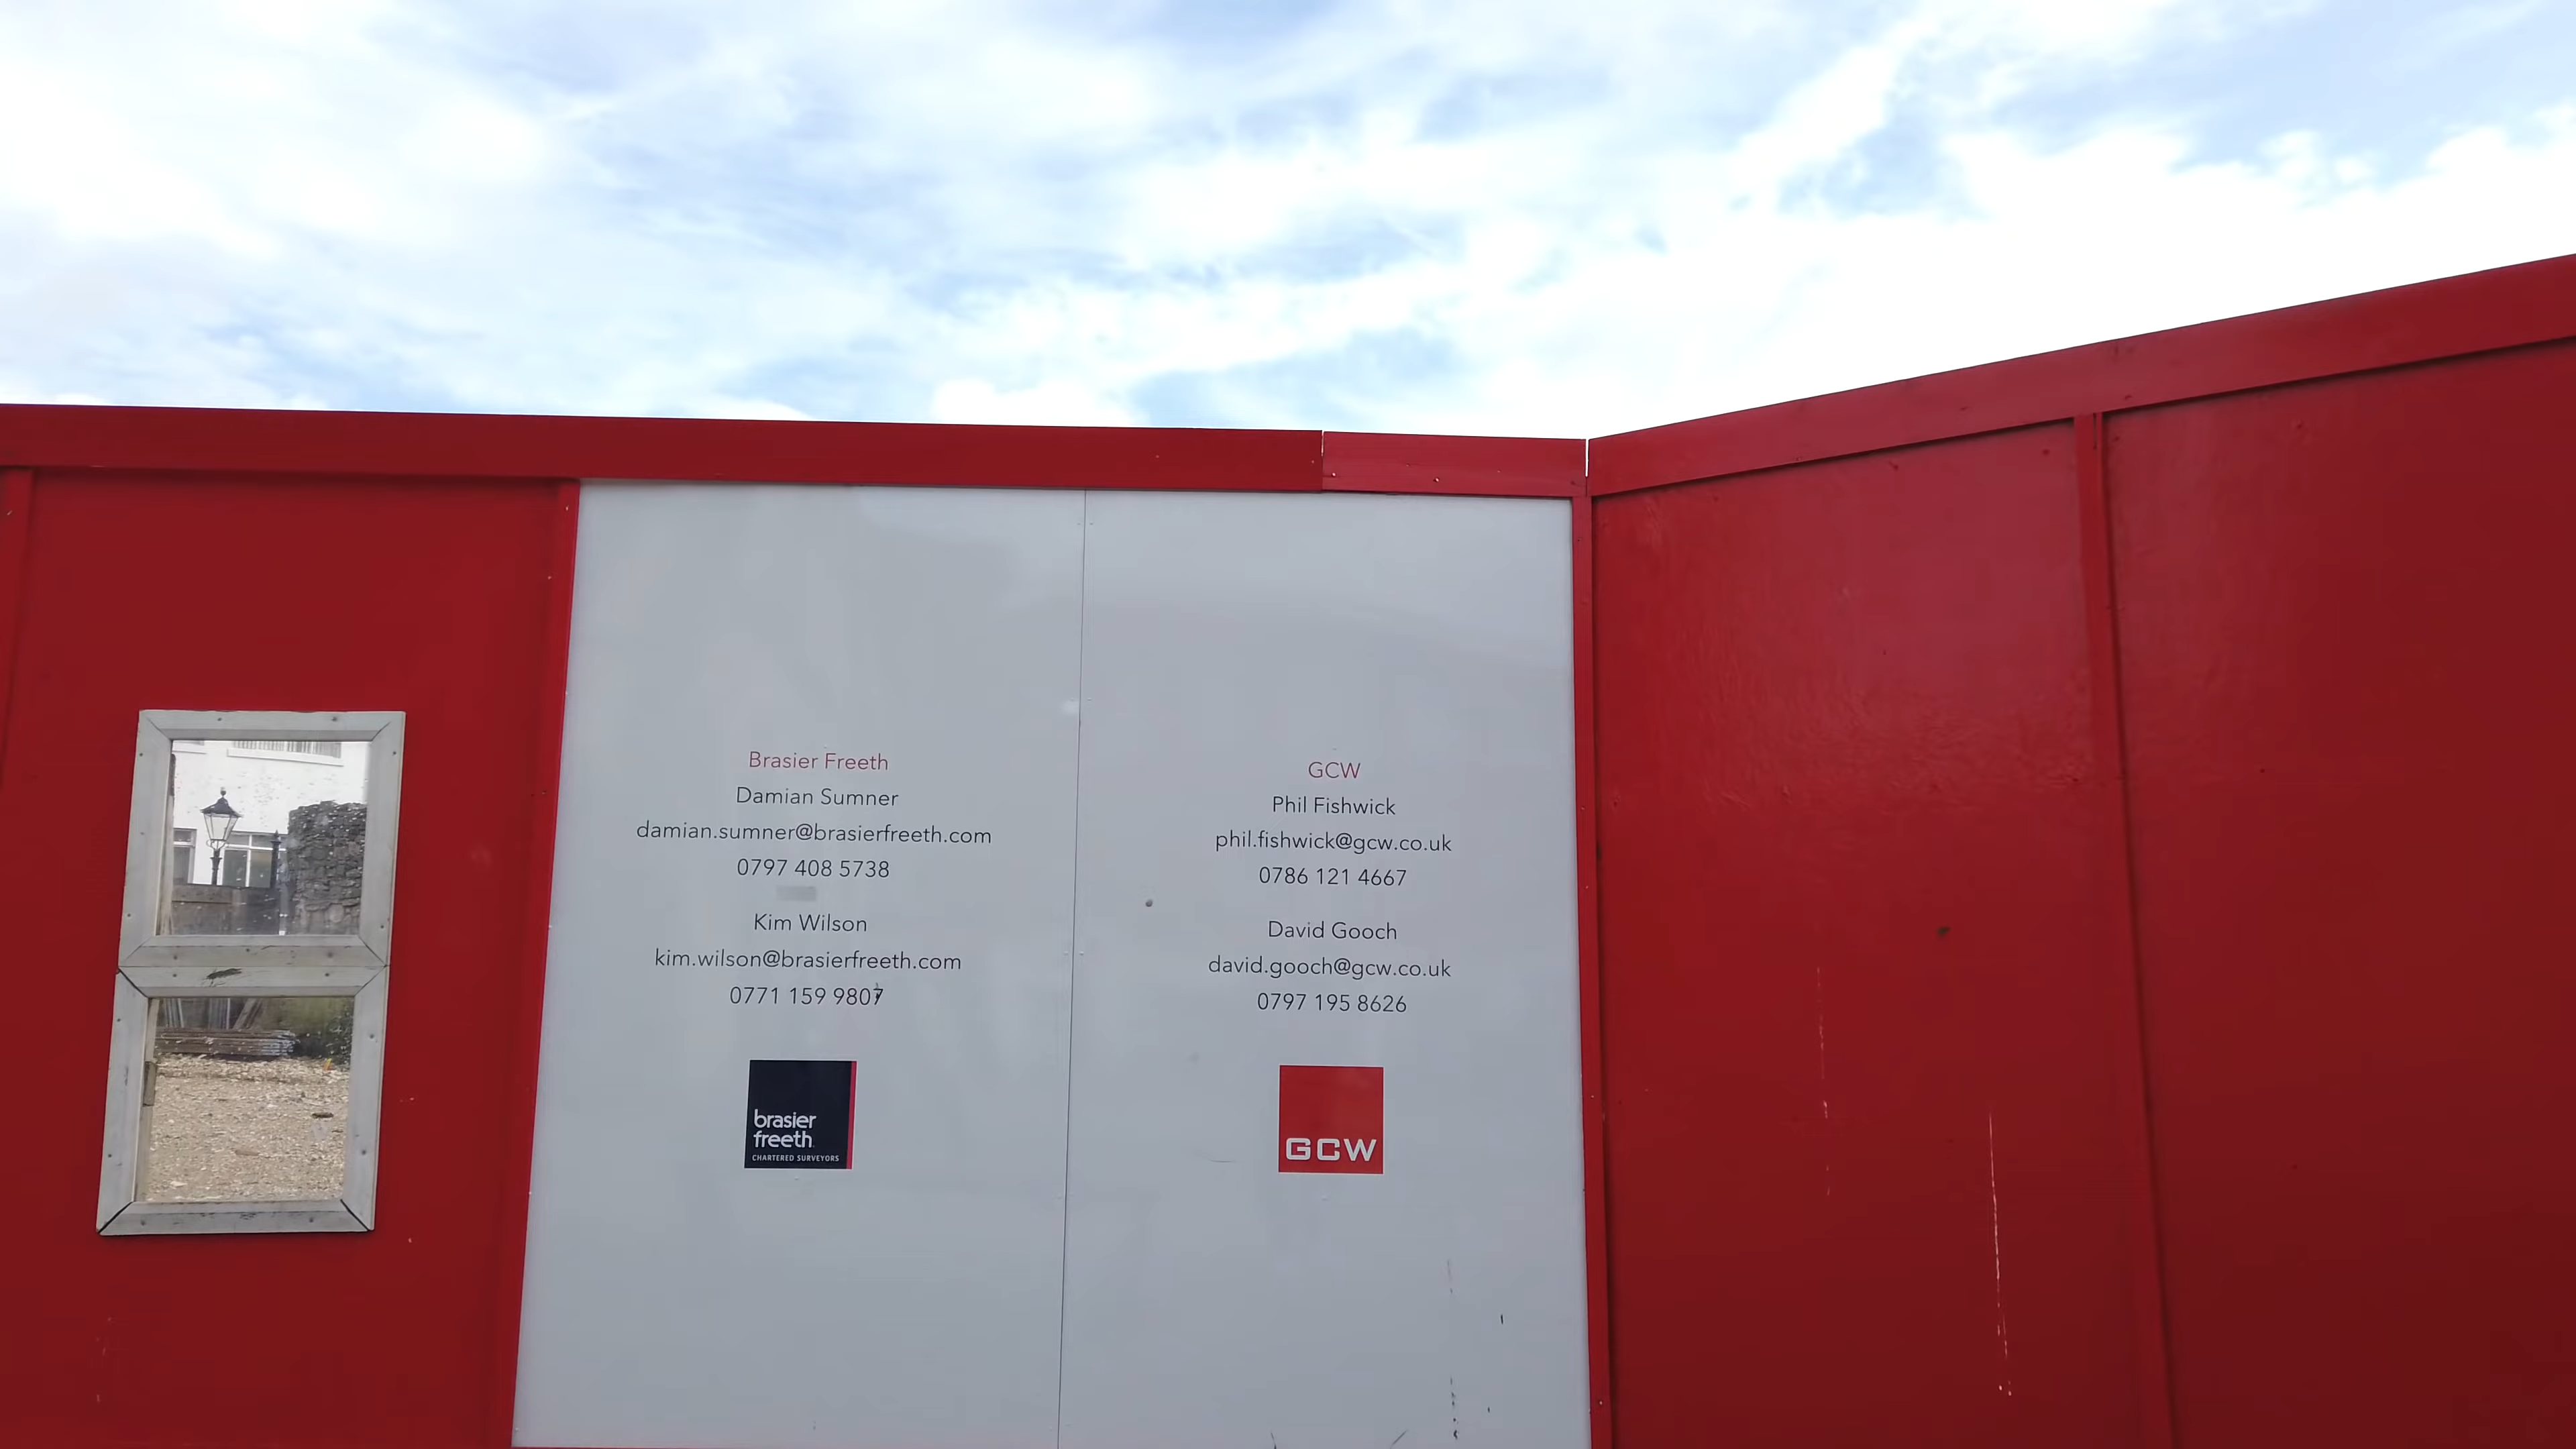 Brasier Freeth
Damian Sumner
damian.sumner@brasierfreeth.com
0797 408 5738
Kim Wilson
kim.wilson@brasierfreeth.com
0771 159 9807
brasier
freeth
CHARTERED SURVEYORS
GCW
Phil Fishwick
phil.fishwick@gcw.co.uk
0786 121 4667
David Gooch
david.gooch@gcw.co.uk
0797 195 8626
GCW